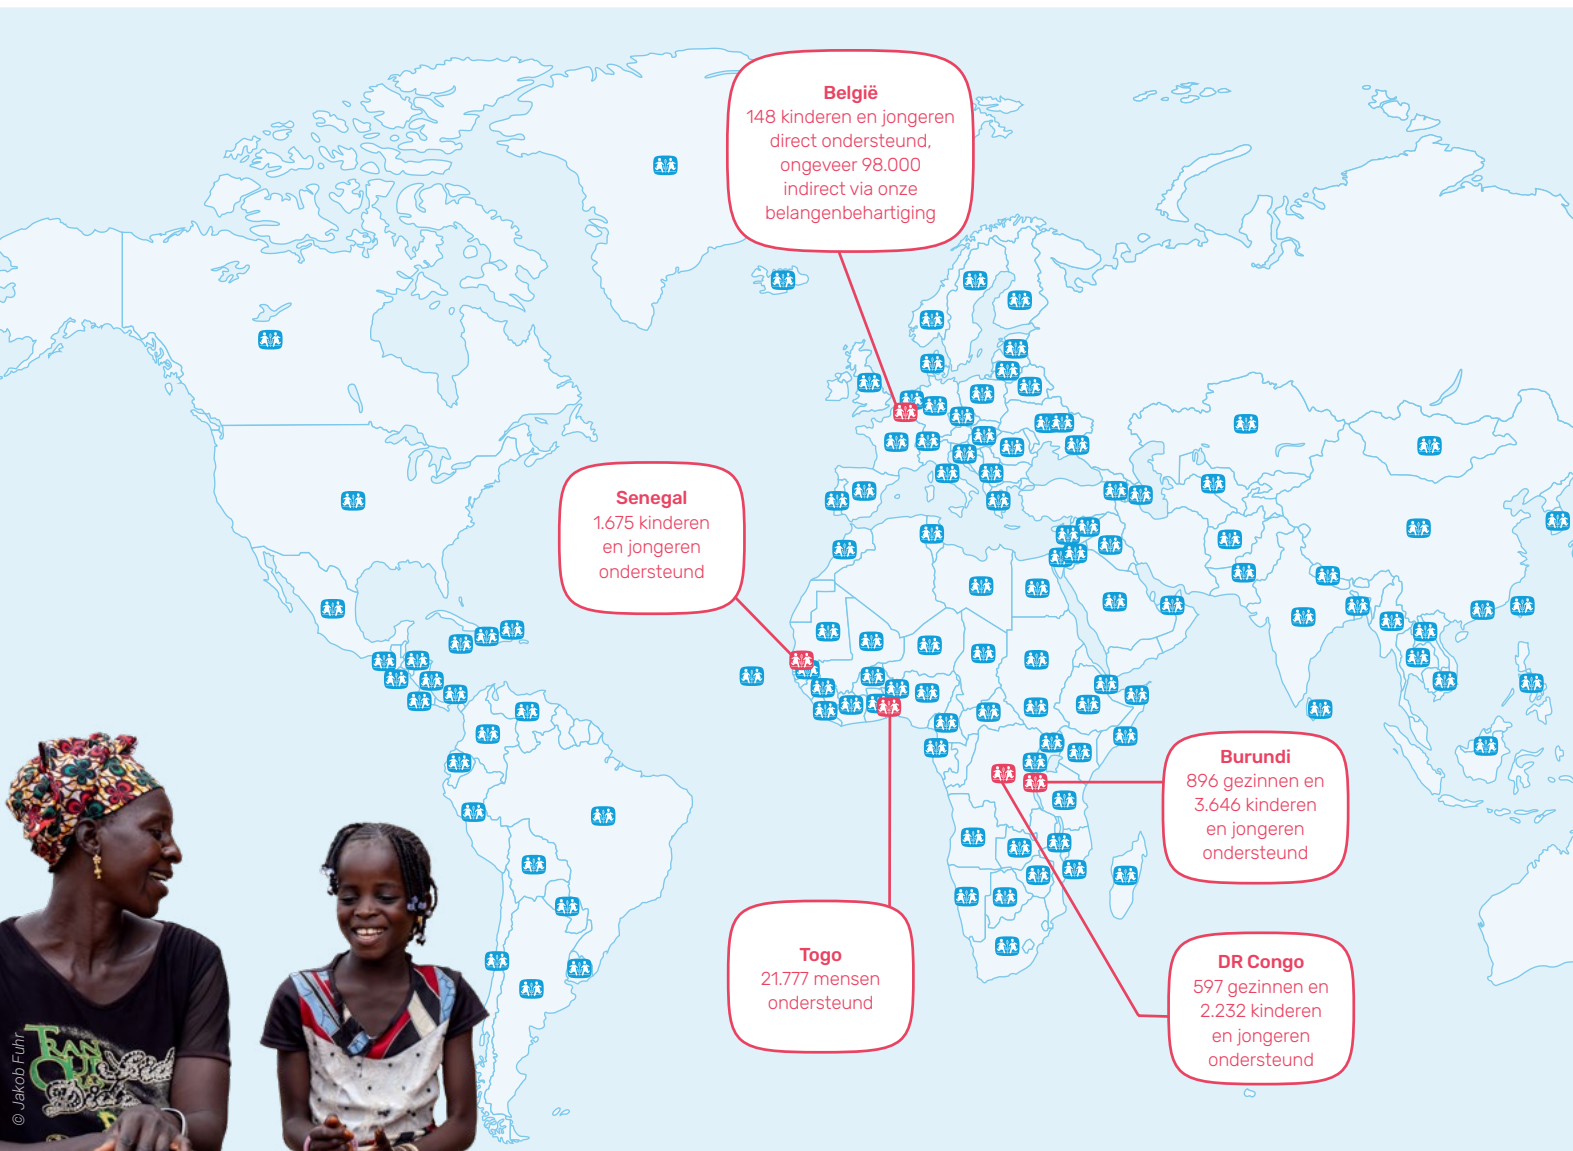 België
148 kinderen en jongeren
direct ondersteund,
ongeveer 98.000
indirect via onze
belangenbehartiging
Senegal
1.675 kinderen
en jongeren
ondersteund
Burundi
896 gezinnen en
3.646 kinderen
en jongeren
ondersteund
Togo
21.777 mensen
ondersteund
DR Congo
597 gezinnen en
2.232 kinderen
en jongeren
ondersteund
© Jakob Fuhr